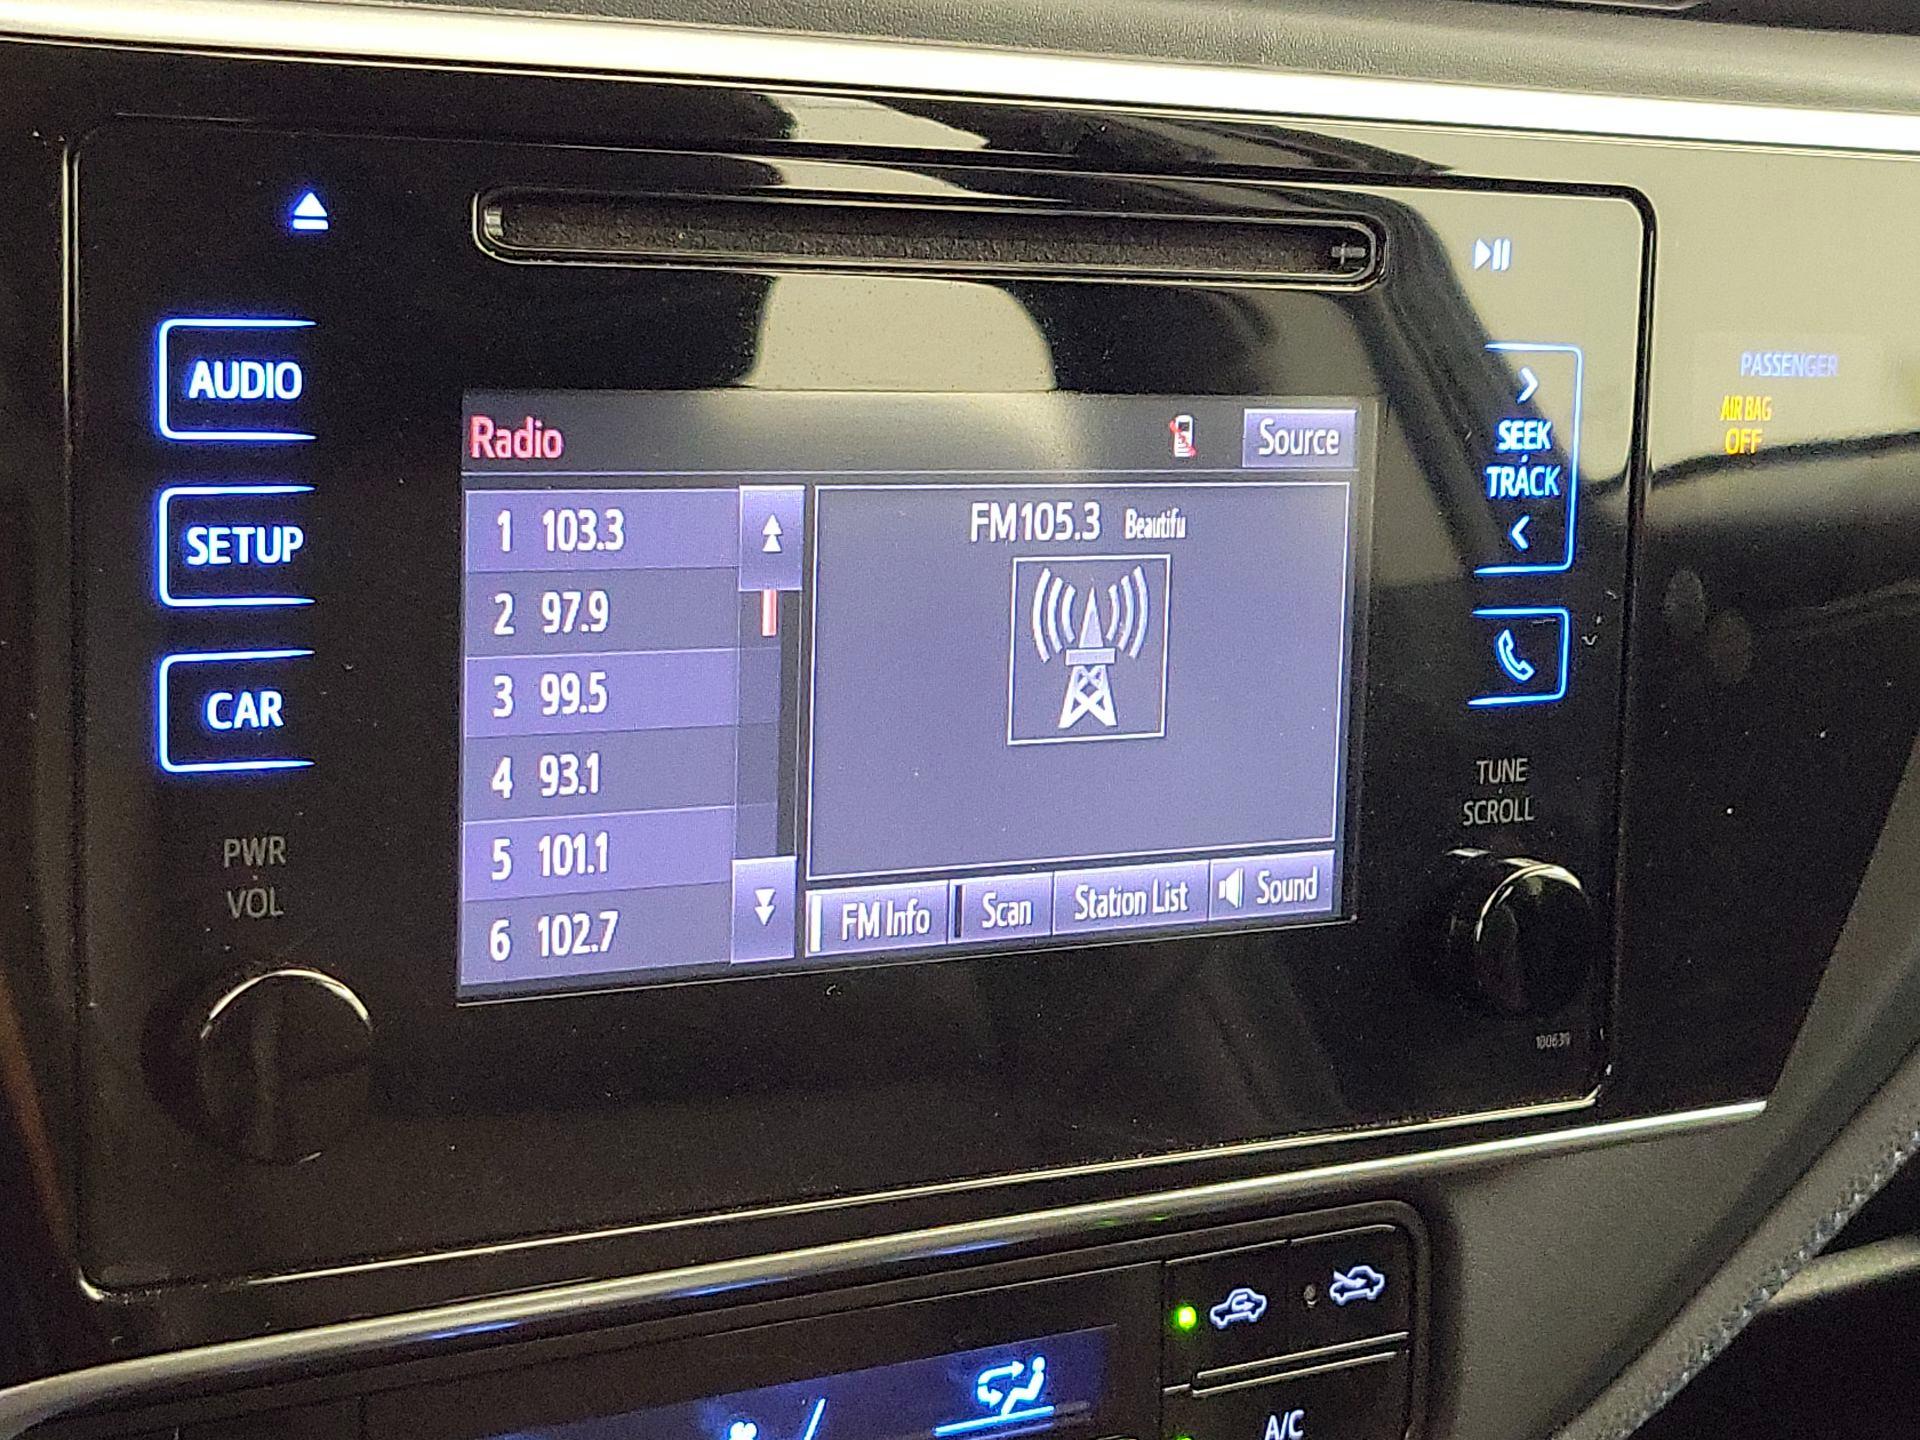 AUDIO
SETUP
CAR
PWR
VOL
Radio
Source
1 103.3
2 97.9
3 99.5
4 93.1
5 101.1
6 102.7
FM105.3 Beautifu
FM Info
Scan
Station List
Sound
>
SEEK
TRACK
<
TUNE
SCROLL
PASSENGER
AIR BAG
OFF
A/C